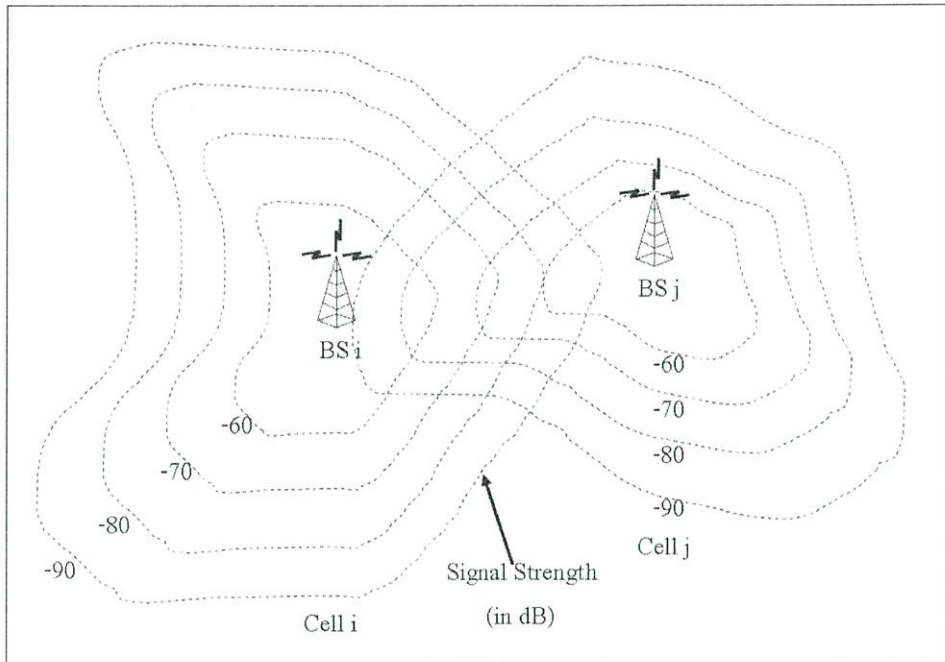 BS j
BS i
-60
-60
-70
-70
-80
-80
-90
-90
Cell j
Signal Strength
(in dB)
Cell i